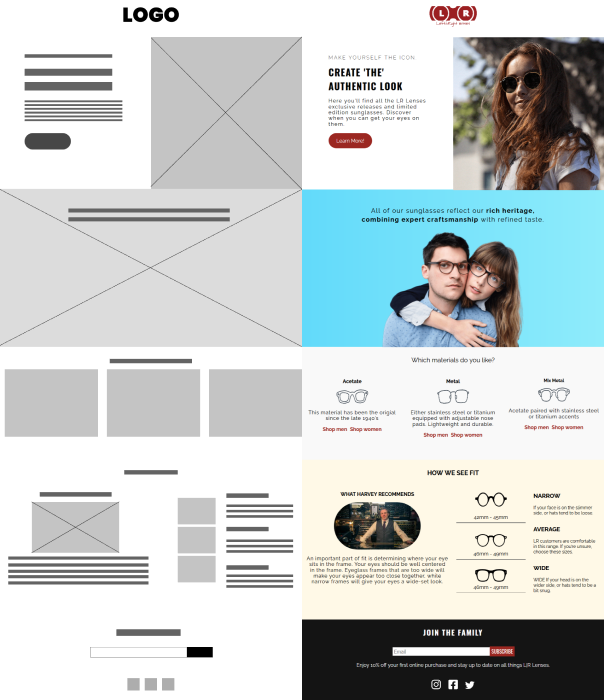 LOGO
L R
MAKE YOURSELF THE ICON
CREATE 'THE'
AUTHENTIC LOOK
Here you'll find all the LR Lenses
exclusive releases and limited
edition sunglasses. Discover
when you can get your eyes on
them.
Learn More!
All of our sunglasses reflect our rich heritage,
combining expert craftsmanship with refined taste.
Which materials do you like?
Acetate
This material has been the origial
since the late 1940's
Shop men Shop women
Metal
Either stainless steel or titanium
equipped with adjustable nose
pads. Lightweight and durable.
Shop men Shop women
Mix Metal
Acetate paired with stainless steel
or titanium accents.
Shop men Shop women
HOW WE SEE FIT
WHAT HARVEY RECOMMENDS
An important part of fit is determining where your eye
sits in the frame. Your eyes should be well centered
in the frame. Eyeglass frames that are too wide will
make your eyes appear too close together, while
narrow frames will give your eyes a wide-set look.
42mm - 45mm
46mm - 49mm
46mm - 49mm
NARROW
If your face is on the slimmer
side, or hats tend to be loose.
AVERAGE
LR customers are comfortable
in this range. If you're unsure,
choose these sizes.
WIDE
WIDE If your head is on the
wider side, or hats tend to be a
bit snug.
JOIN THE FAMILY
Email
SUBSCRIBE
Enjoy 10% off your first online purchase and stay up to date on all things L|R Lenses.